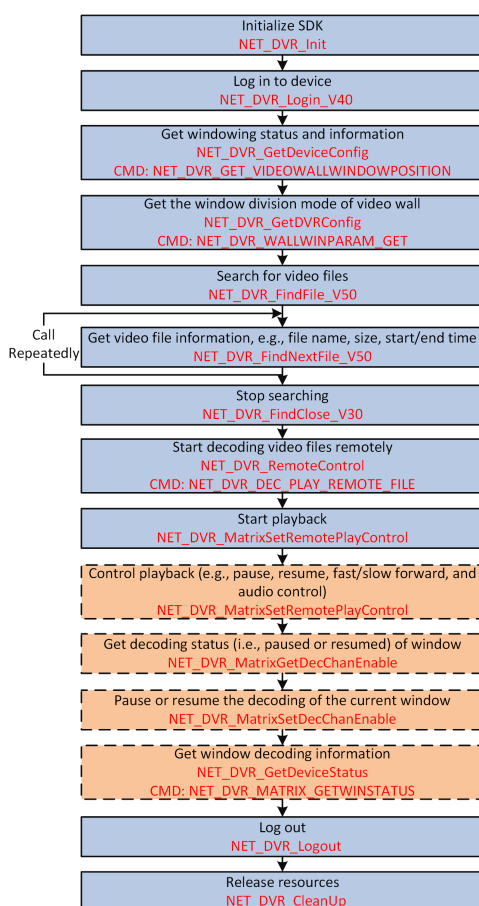 Initialize SDK
NET_DVR_Init
Log in to device
NET_DVR_Login_V40
Get windowing status and information
NET_DVR_GetDeviceConfig
CMD: NET_DVR_GET_VIDEOWALLWINDOWPOSITION
Get the window division mode of video wall
NET_DVR_GetDVRConfig
CMD: NET_DVR_WALLWINPARAM_GET
Search for video files
NET_DVR_FindFile_V50
Call
Repeatedly
Get video file information, e.g., file name, size, start/end time
NET_DVR_FindNextFile_V50
Stop searching
NET_DVR_FindClose_V30
Start decoding video files remotely
NET_DVR_RemoteControl
CMD: NET_DVR_DEC_PLAY_REMOTE_FILE
Start playback
NET_DVR_MatrixSetRemotePlayControl
Control playback (e.g., pause, resume, fast/slow forward, and
audio control)
NET_DVR_MatrixSetRemotePlayControl
Get decoding status (i.e., paused or resumed) of window
NET_DVR_MatrixGetDecChanEnable
Pause or resume the decoding of the current window
NET_DVR_MatrixSetDecChanEnable
Get window decoding information
NET_DVR_GetDeviceStatus
CMD: NET_DVR_MATRIX_GETWINSTATUS
Log out
NET_DVR_Logout
Release resources
NET_DVR_CleanUp